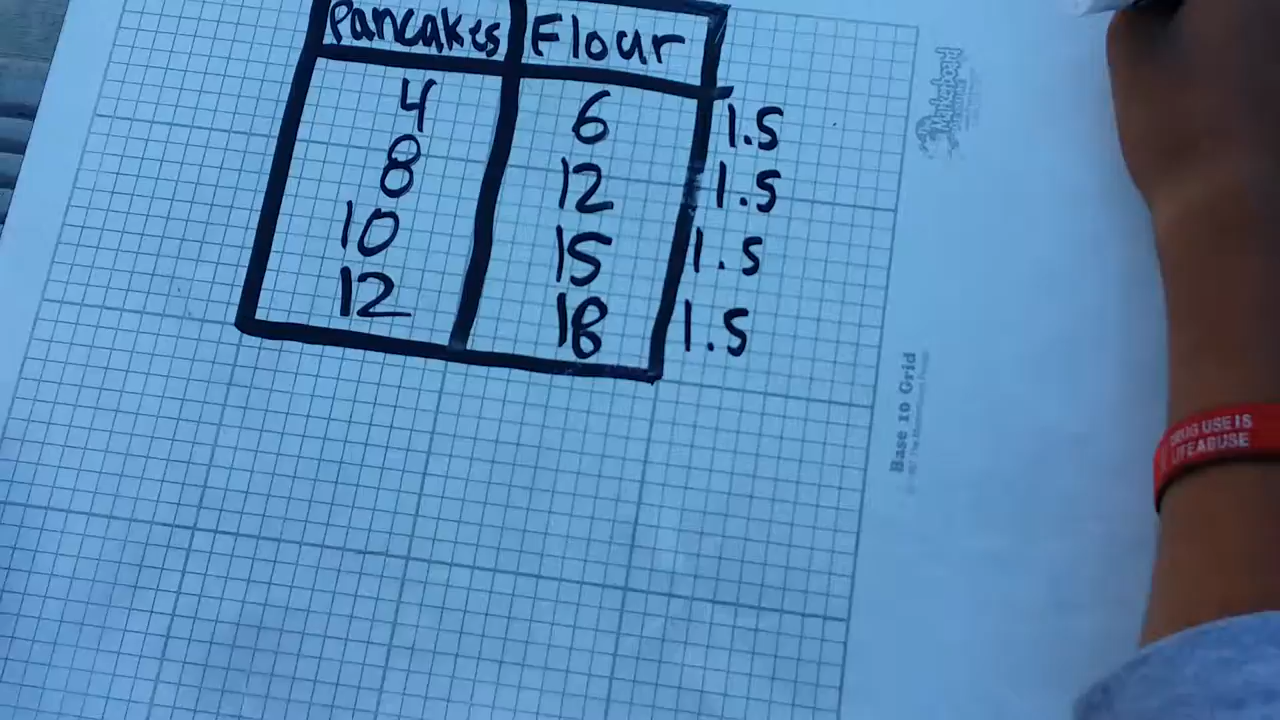 Pancakes Flour
4 6 1.5
8 12 1.5
10 15 1.5
12 18 1.5
Base 10 Grid
DRUG USE IS
LIFE ABUSE